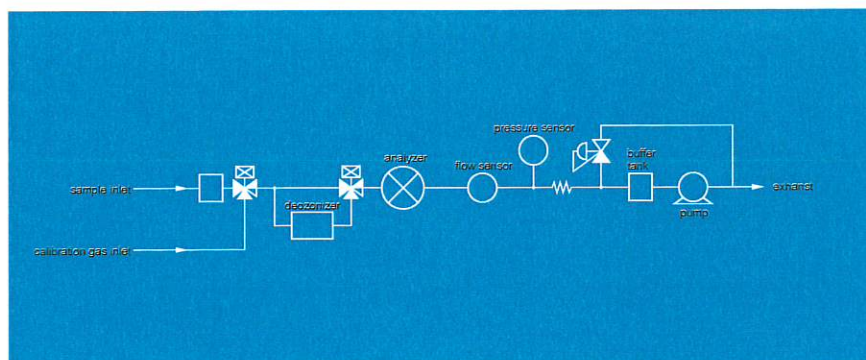 pressure sensor
analyzer
flow sensor
buffer
tank
sample inlet
deozonizer
exhaust
pump
calibration gas inlet